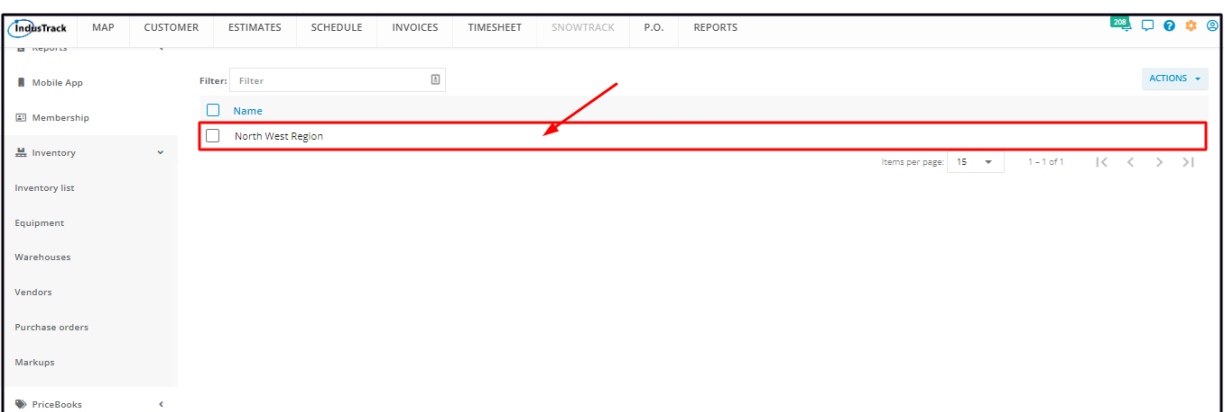 IndusTrack MAP CUSTOMER ESTIMATES SCHEDULE INVOICES TIMESHEET SNOWTRACK P.O. REPORTS 208
Reports
Mobile App
Membership
Inventory
Inventory list
Equipment
Warehouses
Vendors
Purchase orders
Markups
PriceBooks
Filter: Filter ACTIONS
Name
North West Region
Items per page: 15 1 – 1 of 1